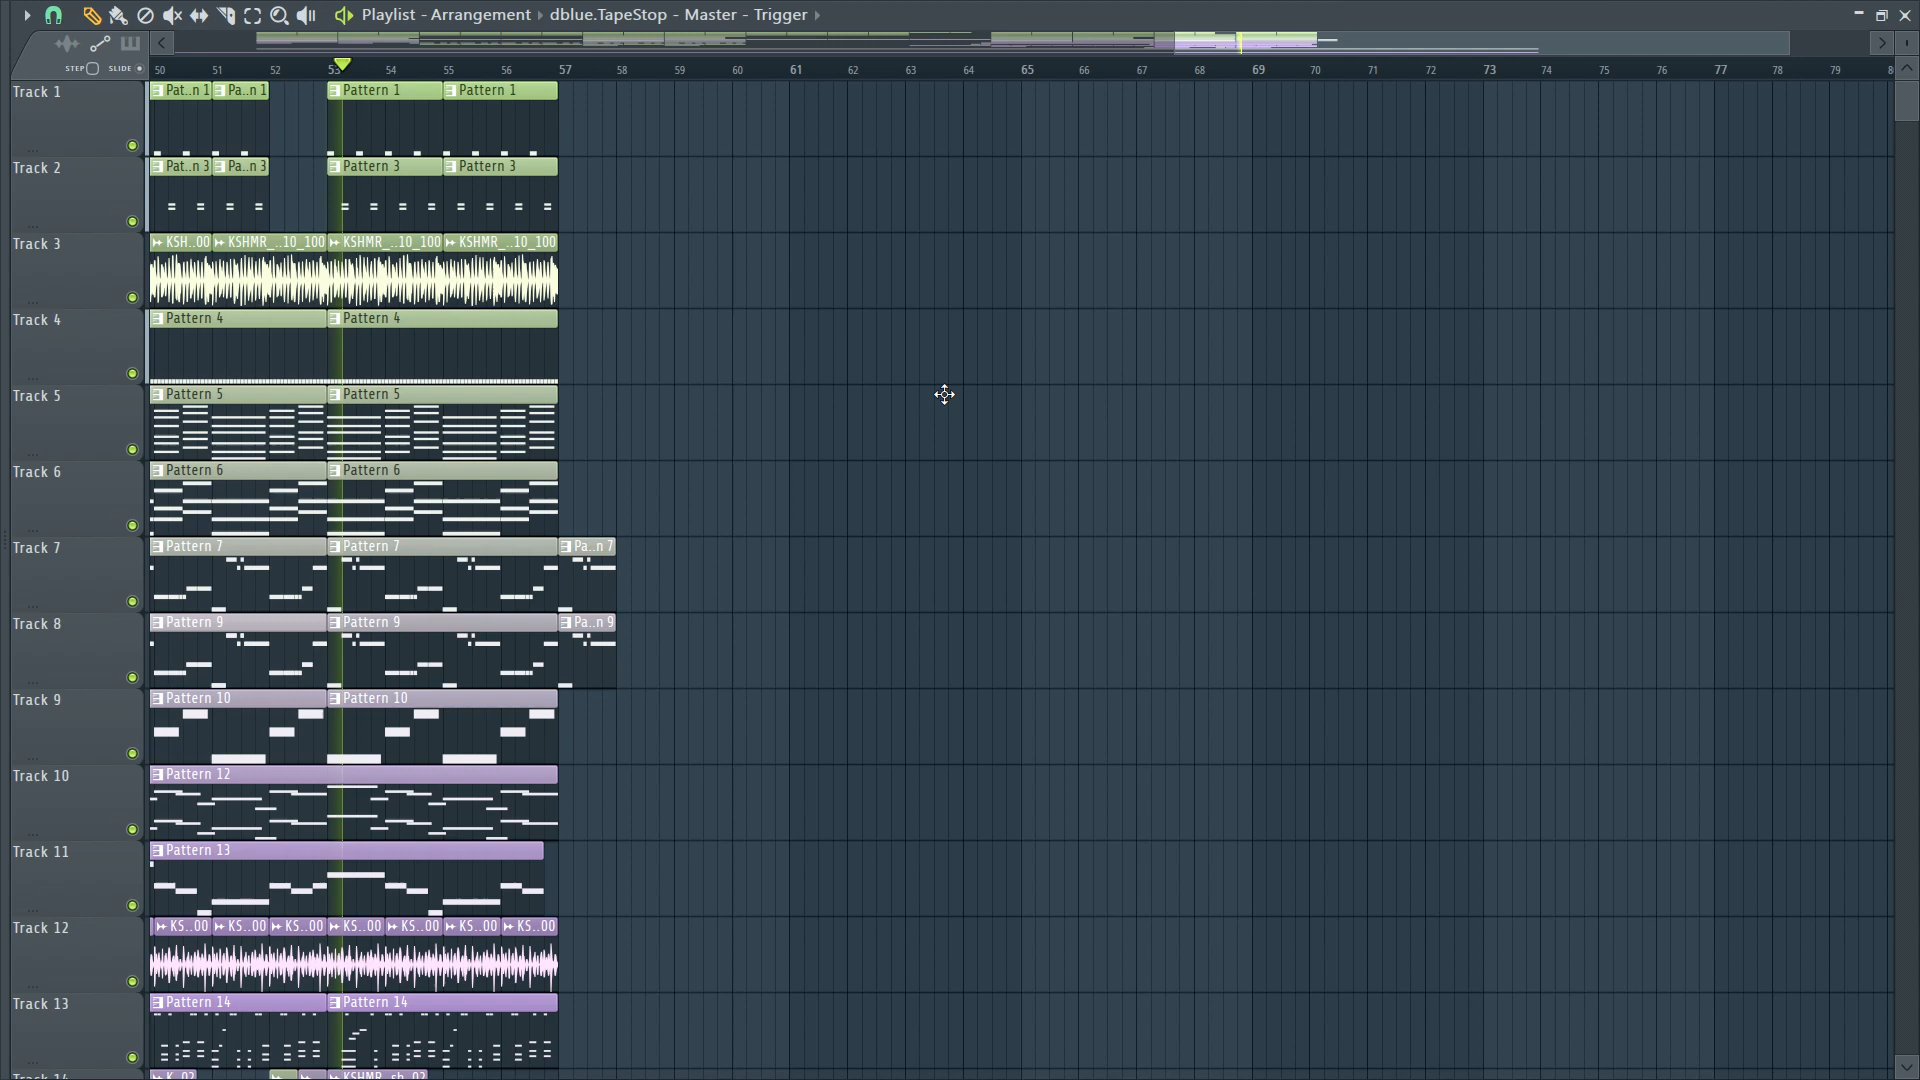 Playlist - Arrangement dblue.TapeStop - Master - Trigger
STEP SLIDE 50 51 52 53 54 55 56 57 58 59 60 61 62 63 64 65 66 67 68 69 70 71 72 73 74 75 76 77 78 79 8
Track 1 Pat..n 1 Pa..n 1 Pattern 1 Pattern 1
Track 2 Pat..n 3 Pa..n 3 Pattern 3 Pattern 3
Track 3 KSH..00 KSHMR_..10_100 KSHMR_..10_100 KSHMR_..10_100
Track 4 Pattern 4 Pattern 4
Track 5 Pattern 5 Pattern 5
Track 6 Pattern 6 Pattern 6
Track 7 Pattern 7 Pattern 7 Pa..n 7
Track 8 Pattern 9 Pattern 9 Pa..n 9
Track 9 Pattern 10 Pattern 10
Track 10 Pattern 12
Track 11 Pattern 13
Track 12 KS..00 KS..00 KS..00 KS..00 KS..00 KS..00 KS..00
Track 13 Pattern 14 Pattern 14
Track 14 K..02 KSHMR..sh_02